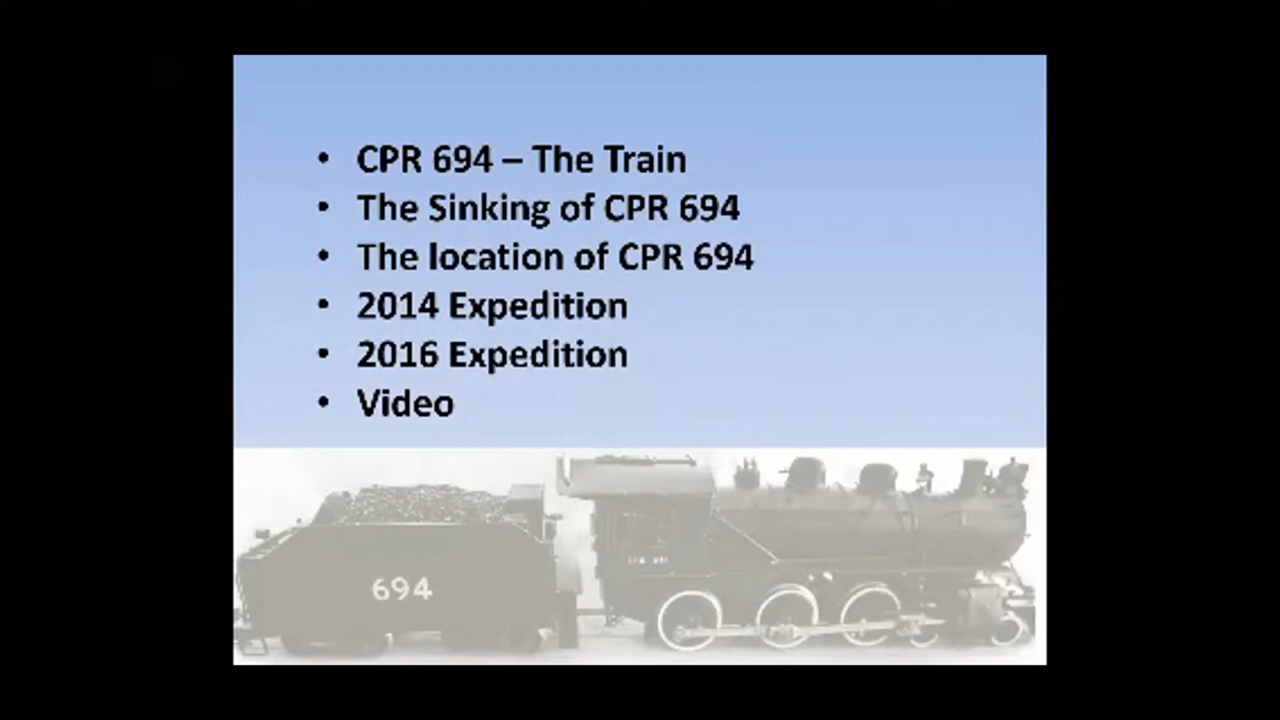 • CPR 694 – The Train
• The Sinking of CPR 694
• The location of CPR 694
• 2014 Expedition
• 2016 Expedition
• Video
694